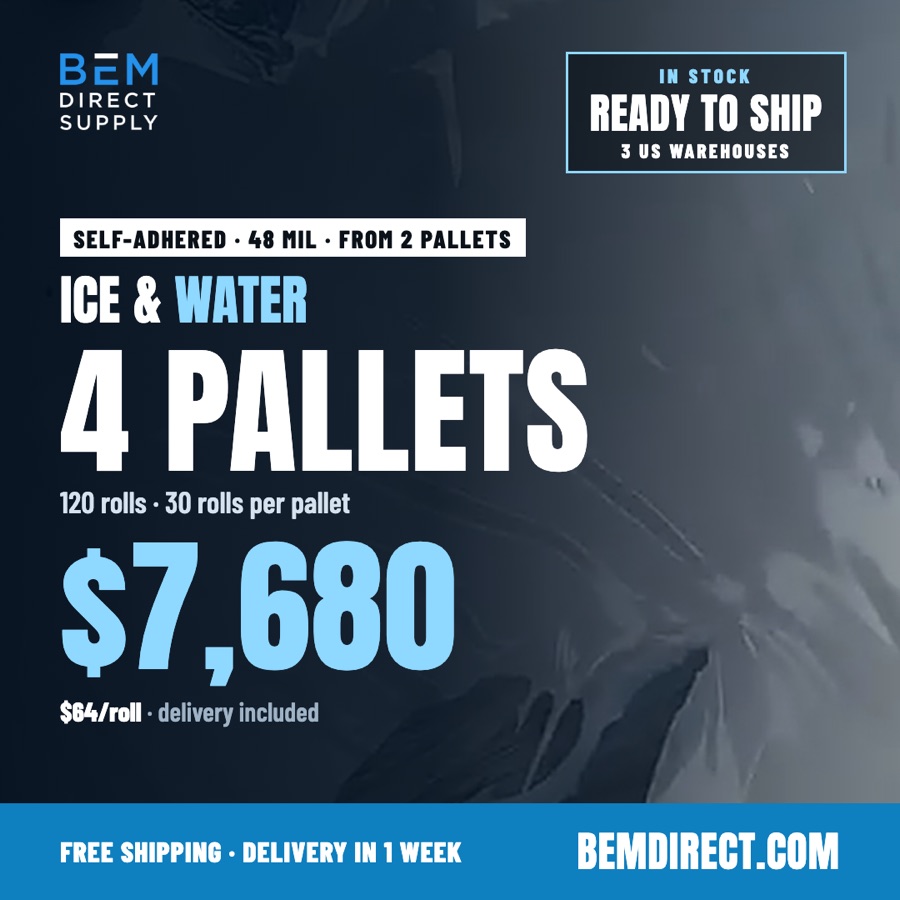 BEM
DIRECT
SUPPLY
IN STOCK
READY TO SHIP
3 US WAREHOUSES
SELF-ADHERED · 48 MIL · FROM 2 PALLETS
ICE & WATER
4 PALLETS
120 rolls · 30 rolls per pallet
$7,680
$64/roll · delivery included
FREE SHIPPING · DELIVERY IN 1 WEEK
BEMDIRECT.COM